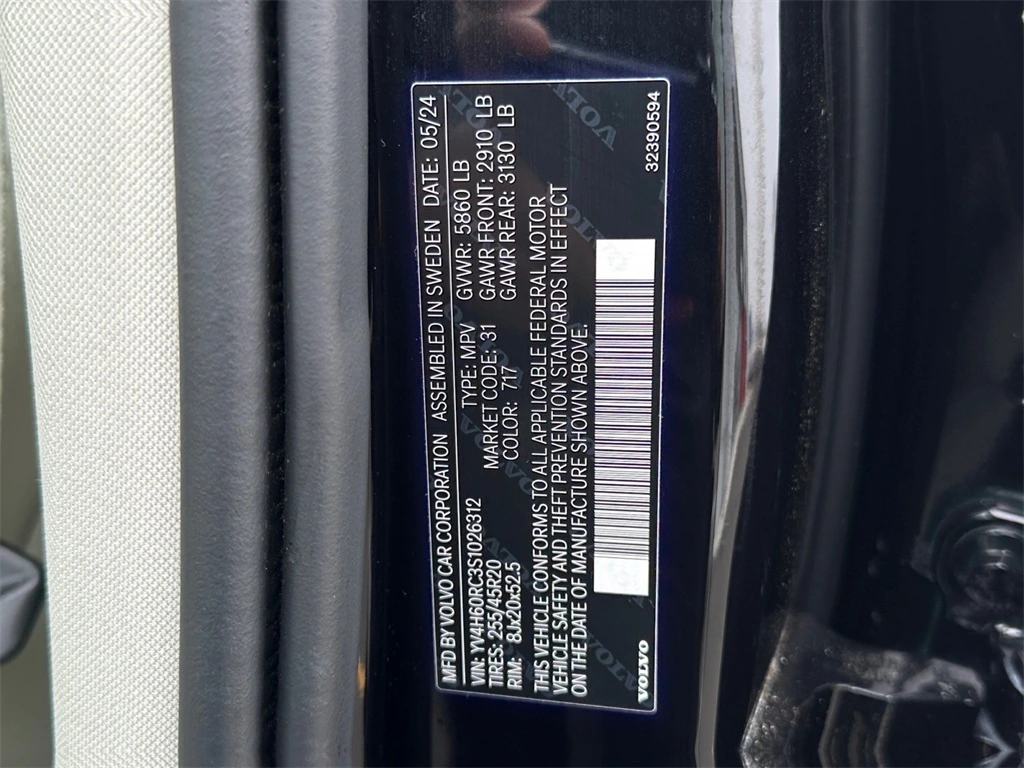 MFD BY VOLVO CAR CORPORATION ASSEMBLED IN SWEDEN DATE: 05/24
VIN: YV4H60RC3S1026312 TYPE: MPV GVWR: 5860 LB
TIRES: 255/45R20 MARKET CODE: 31 GAWR FRONT: 2910 LB
RIM: 8Jx20x52.5 COLOR: 717 GAWR REAR: 3130 LB
THIS VEHICLE CONFORMS TO ALL APPLICABLE FEDERAL MOTOR
VEHICLE SAFETY AND THEFT PREVENTION STANDARDS IN EFFECT
ON THE DATE OF MANUFACTURE SHOWN ABOVE.
VOLVO 32390594